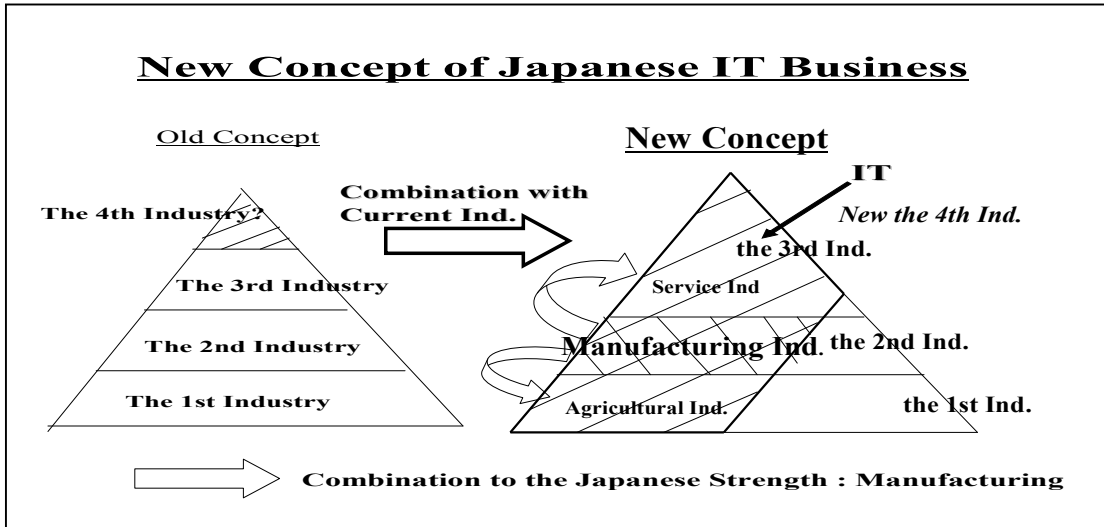 New Concept of Japanese IT Business
Old Concept
The 4th Industry?
The 3rd Industry
The 2nd Industry
The 1st Industry
Combination with
Current Ind.
New Concept
IT
New the 4th Ind.
the 3rd Ind.
Service Ind
Manufacturing Ind.
the 2nd Ind.
Agricultural Ind.
the 1st Ind.
Combination to the Japanese Strength : Manufacturing